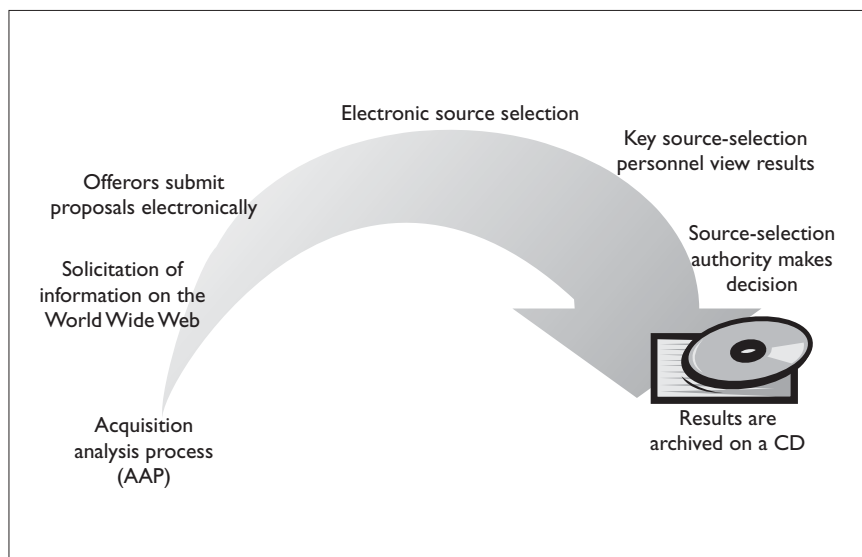 Electronic source selection
Key source-selection
personnel view results
Offerors submit
proposals electronically
Source-selection
authority makes
decision
Solicitation of
information on the
World Wide Web
Acquisition
analysis process
(AAP)
Results are
archived on a CD